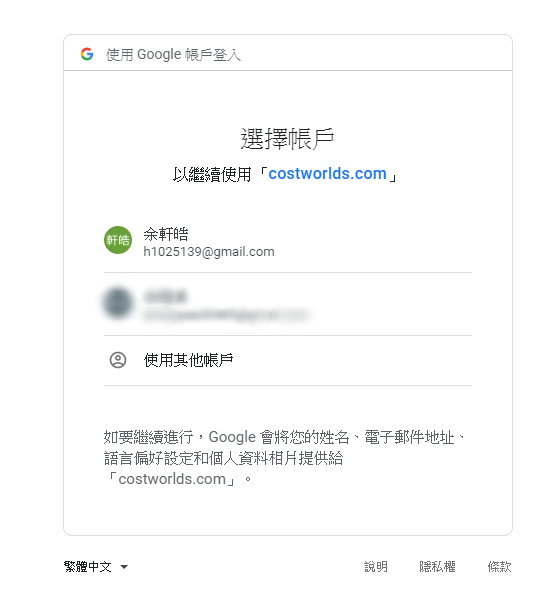 使用 Google 帳戶登入
選擇帳戶
以繼續使用「costworlds.com」
軒皓
余軒皓
h1025139@gmail.com
使用其他帳戶
如要繼續進行，Google 會將您的姓名、電子郵件地址、
語言偏好設定和個人資料相片提供給
「costworlds.com」。
繁體中文
說明
隱私權
條款